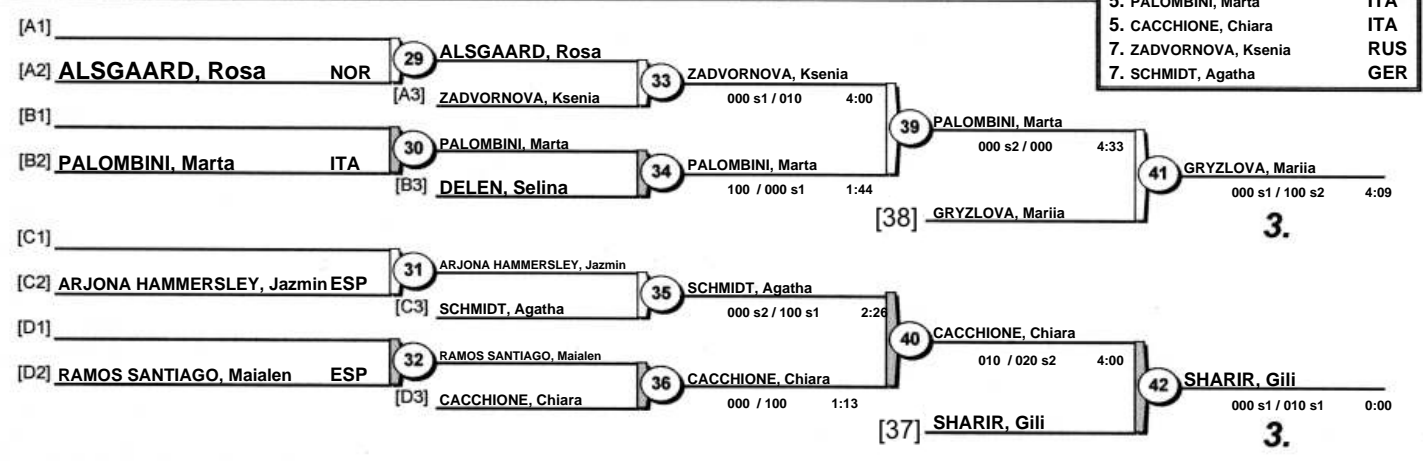 5. PALOMBINI, Marta ITA
5. CACCHIONE, Chiara ITA
7. ZADVORNOVA, Ksenia RUS
7. SCHMIDT, Agatha GER
[A1]
[A2] ALSGAARD, Rosa NOR
29 ALSGAARD, Rosa
[A3] ZADVORNOVA, Ksenia
33 ZADVORNOVA, Ksenia
000 s1 / 010 4:00
[B1]
[B2] PALOMBINI, Marta ITA
30 PALOMBINI, Marta
[B3] DELEN, Selina
34 PALOMBINI, Marta
100 / 000 s1 1:44
39 PALOMBINI, Marta
000 s2 / 000 4:33
[38] GRYZLOVA, Mariia
41 GRYZLOVA, Mariia
000 s1 / 100 s2 4:09
3.
[C1]
[C2] ARJONA HAMMERSLEY, Jazmin ESP
31 ARJONA HAMMERSLEY, Jazmin
[C3] SCHMIDT, Agatha
35 SCHMIDT, Agatha
000 s2 / 100 s1 2:26
[D1]
[D2] RAMOS SANTIAGO, Maialen ESP
32 RAMOS SANTIAGO, Maialen
[D3] CACCHIONE, Chiara
36 CACCHIONE, Chiara
000 / 100 1:13
40 CACCHIONE, Chiara
010 / 020 s2 4:00
[37] SHARIR, Gili
42 SHARIR, Gili
000 s1 / 010 s1 0:00
3.